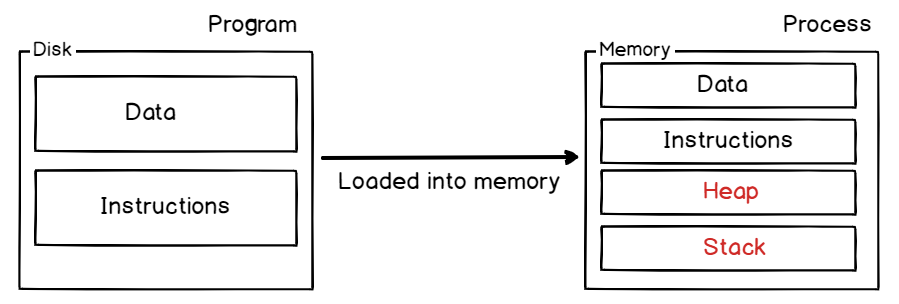 Program
Disk
Data
Instructions
Loaded into memory
Process
Memory
Data
Instructions
Heap
Stack